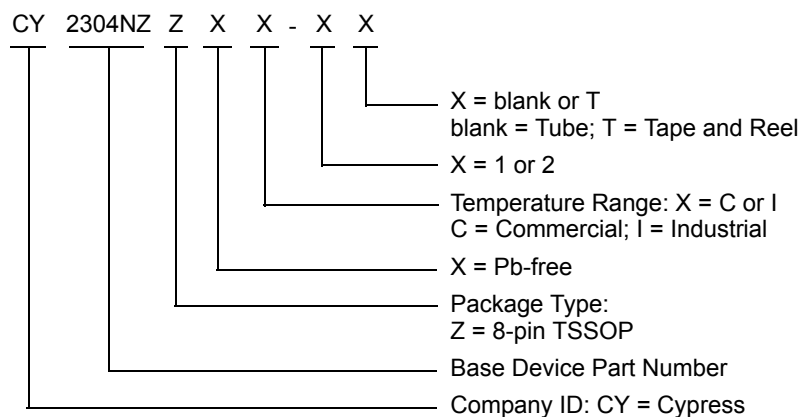 CY 2304NZ Z X X - X X
X = blank or T
blank = Tube; T = Tape and Reel
X = 1 or 2
Temperature Range: X = C or I
C = Commercial; I = Industrial
X = Pb-free
Package Type:
Z = 8-pin TSSOP
Base Device Part Number
Company ID: CY = Cypress